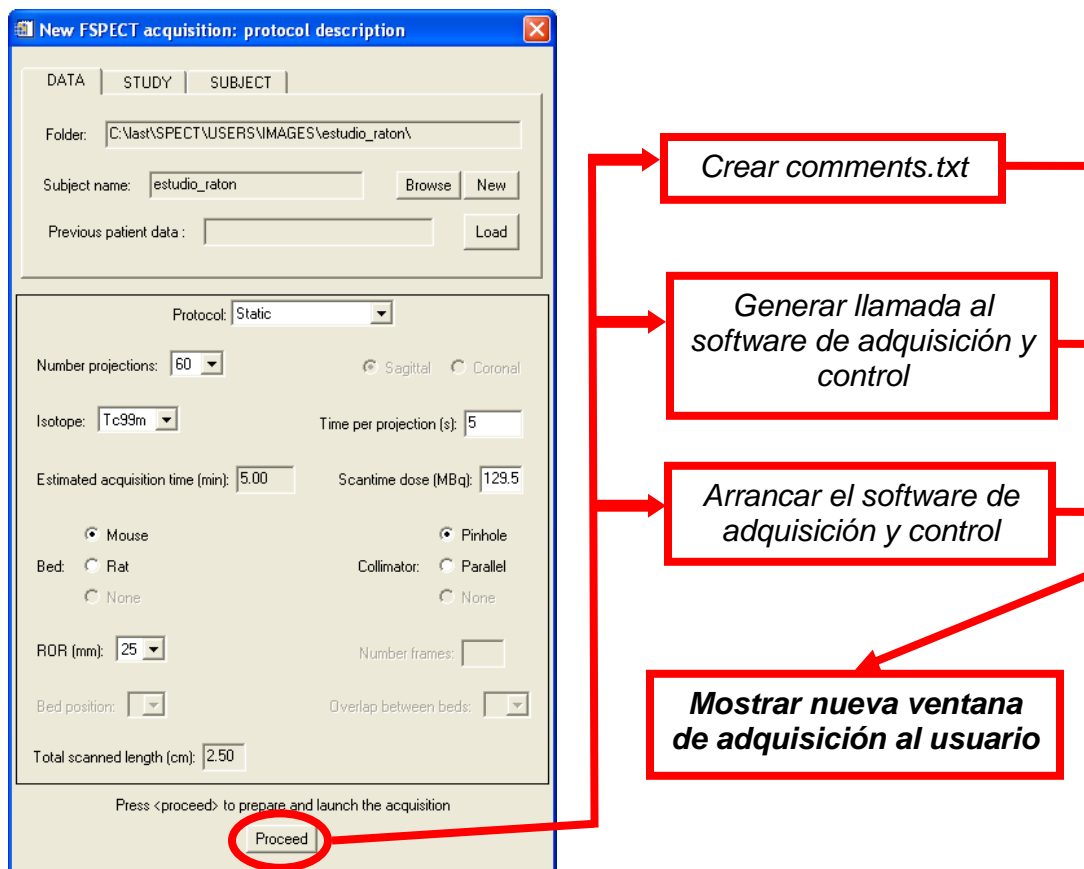 New FSPECT acquisition: protocol description
DATA STUDY SUBJECT
Folder: C:\last\SPECT\USERS\IMAGES\estudio_raton\
Subject name: estudio_raton Browse New
Previous patient data : Load
Protocol: Static
Number projections: 60 Sagittal Coronal
Isotope: Tc99m Time per projection (s): 5
Estimated acquisition time (min): 5.00 Scantime dose (MBq): 129.5
Mouse Pinhole
Bed: Rat Collimator: Parallel
None None
ROR (mm): 25 Number frames:
Bed position: Overlap between beds:
Total scanned length (cm): 2.50
Press <proceed> to prepare and launch the acquisition
Proceed
Crear comments.txt
Generar llamada al
software de adquisición y
control
Arrancar el software de
adquisición y control
Mostrar nueva ventana
de adquisición al usuario